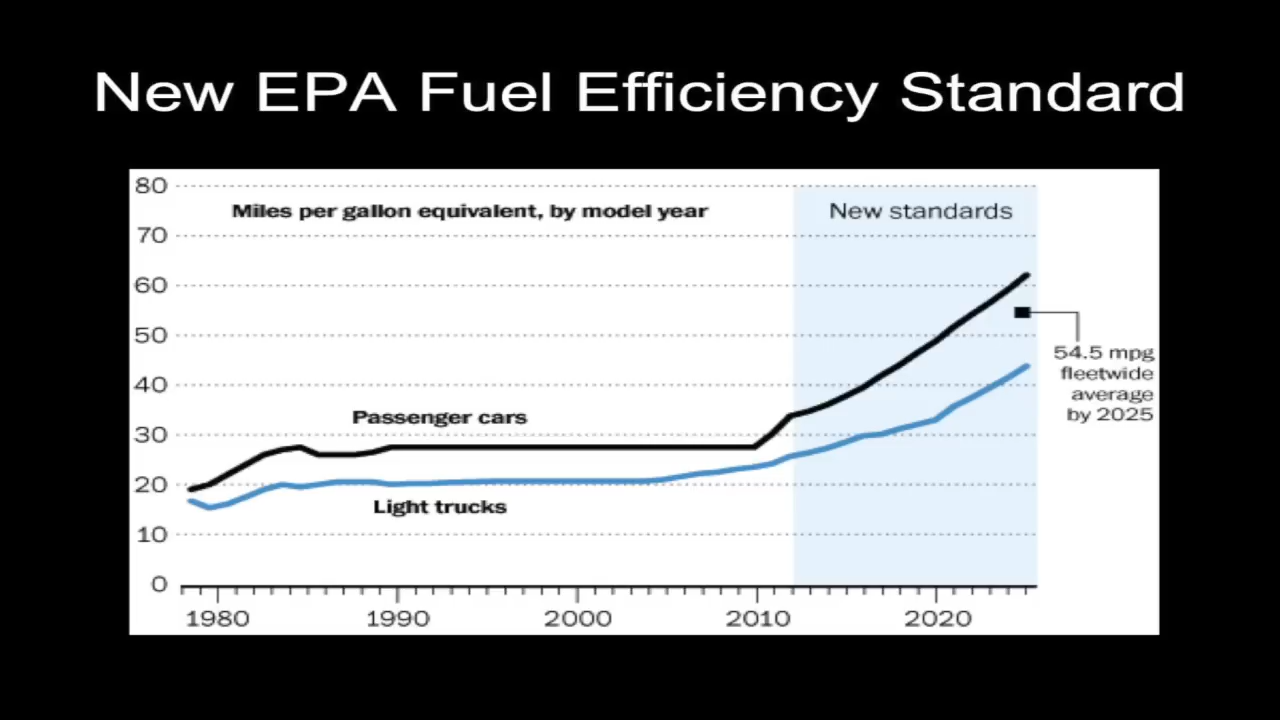 New EPA Fuel Efficiency Standard
80
Miles per gallon equivalent, by model year
New standards
70
60
50
54.5 mpg
fleetwide
average
by 2025
40
Passenger cars
30
20
Light trucks
10
0
1980 1990 2000 2010 2020